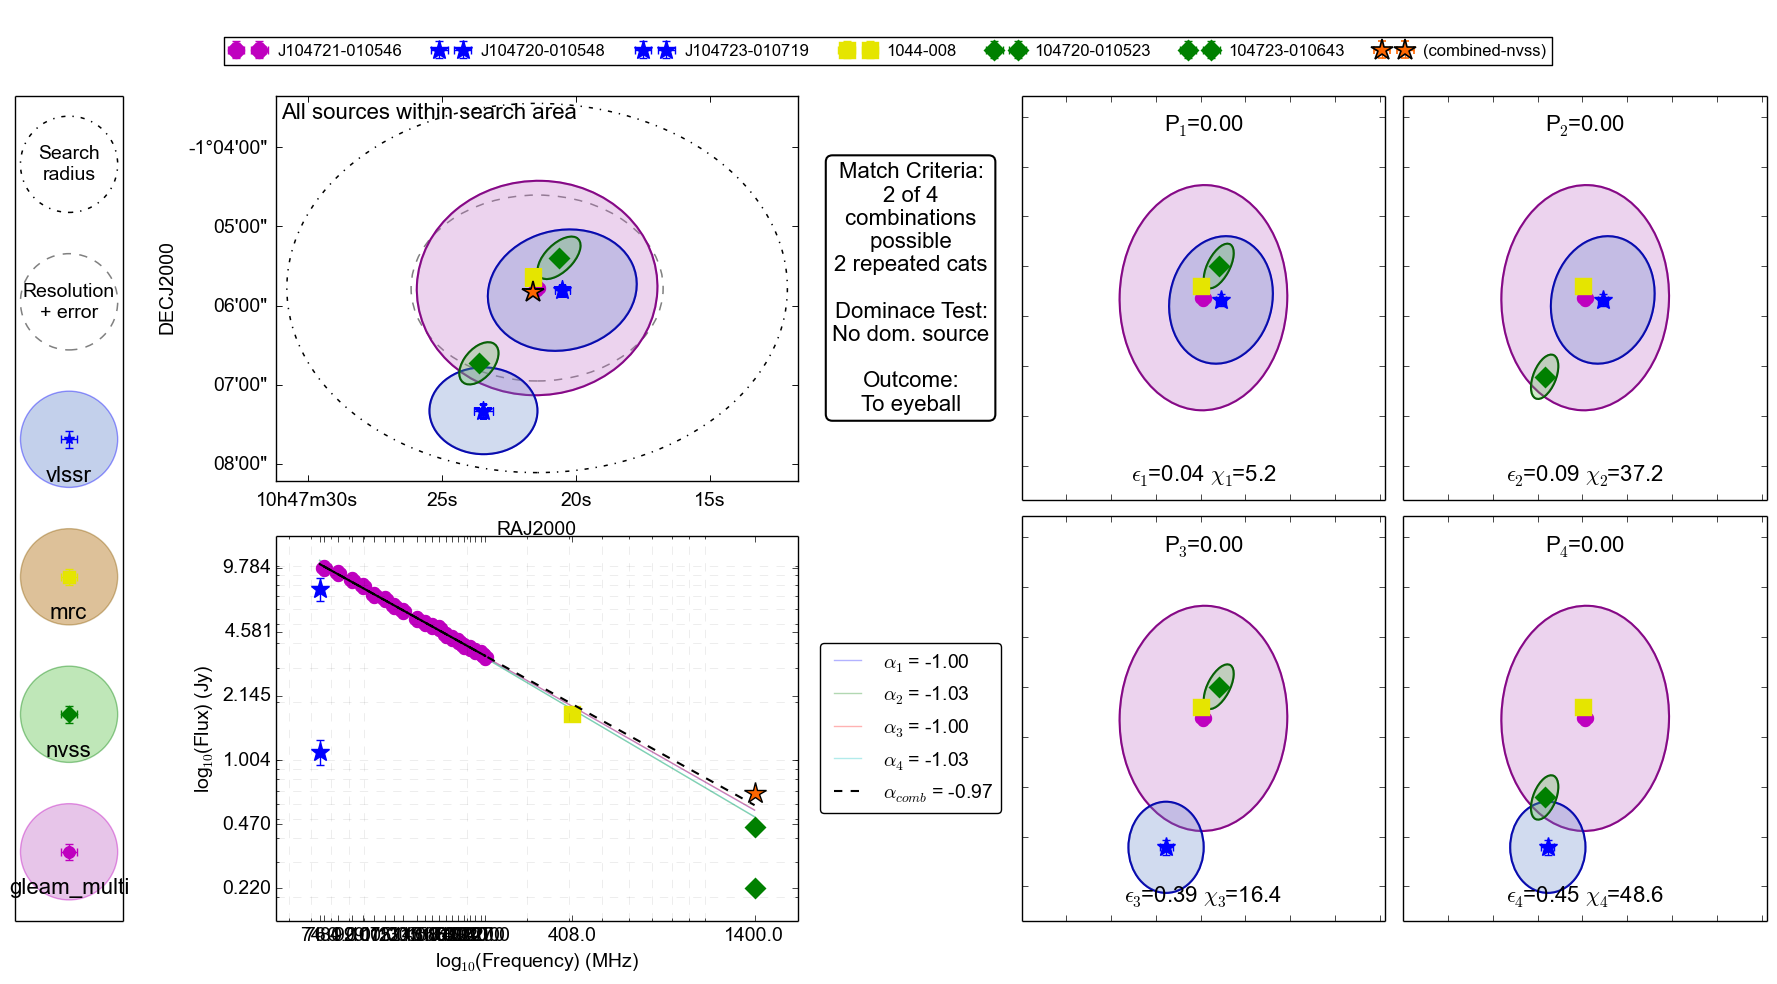 J104721-010546 J104720-010548 J104723-010719 1044-008 104720-010523 104723-010643 (combined-nvss)
Search
radius
Resolution
+ error
vlssr
mrc
nvss
gleam_multi
All sources within search area
DECJ2000
-1°04'00"
05'00"
06'00"
07'00"
08'00"
10h47m30s 25s 20s 15s
RAJ2000
log10(Flux) (Jy)
9.784
4.581
2.145
1.004
0.470
0.220
408.0 1400.0
log10(Frequency) (MHz)
Match Criteria:
2 of 4
combinations
possible
2 repeated cats
Dominace Test:
No dom. source
Outcome:
To eyeball
α1 = -1.00
α2 = -1.03
α3 = -1.00
α4 = -1.03
αcomb = -0.97
P1=0.00
ϵ1=0.04 χ1=5.2
P2=0.00
ϵ2=0.09 χ2=37.2
P3=0.00
ϵ3=0.39 χ3=16.4
P4=0.00
ϵ4=0.45 χ4=48.6